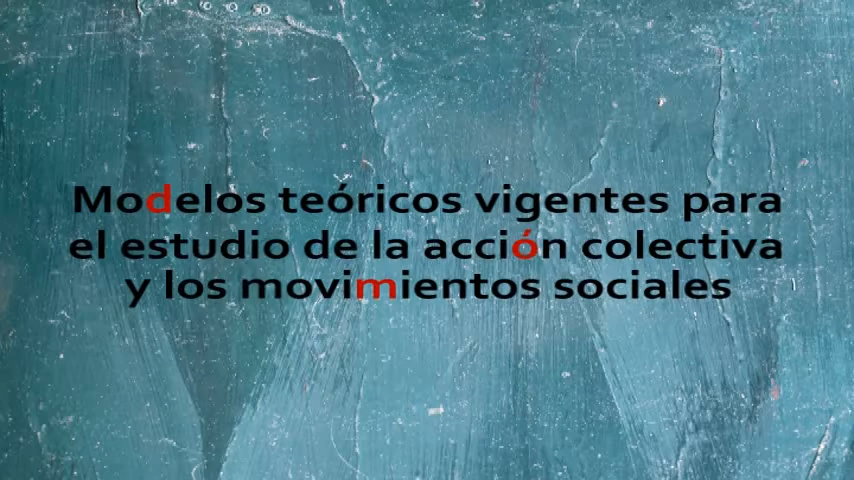 Modelos teóricos vigentes para
el estudio de la acción colectiva
y los movimientos sociales